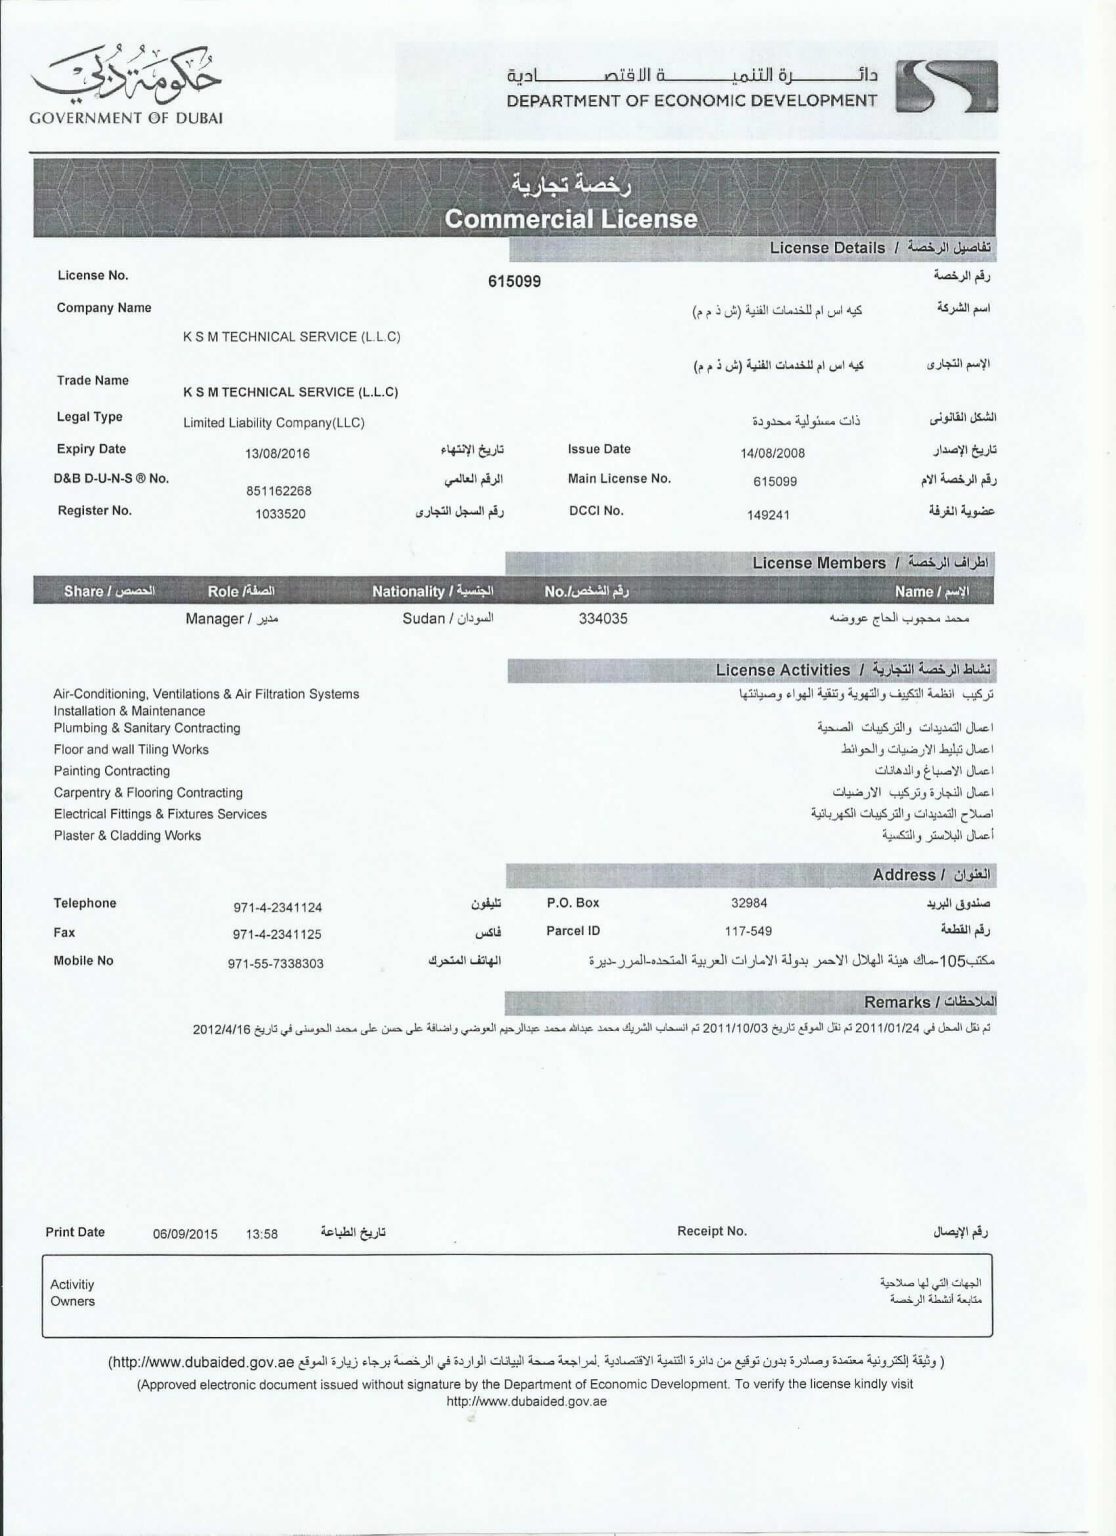 حكومة دبي
GOVERNMENT OF DUBAI
دائـــرة التنميـــة الاقتصـــادية
DEPARTMENT OF ECONOMIC DEVELOPMENT
رخصة تجارية
Commercial License
License Details / تفاصيل الرخصة
License No. 615099 رقم الرخصة
Company Name كيه اس ام للخدمات الفنية (ش ذ م م) اسم الشركة
K S M TECHNICAL SERVICE (L.L.C)
كيه اس ام للخدمات الفنية (ش ذ م م) الإسم التجارى
Trade Name
K S M TECHNICAL SERVICE (L.L.C)
Legal Type Limited Liability Company(LLC) ذات مسئولية محدودة الشكل القانونى
Expiry Date 13/08/2016 تاريخ الإنتهاء Issue Date 14/08/2008 تاريخ الإصدار
D&B D-U-N-S ® No. 851162268 الرقم العالمي Main License No. 615099 رقم الرخصة الام
Register No. 1033520 رقم السجل التجارى DCCI No. 149241 عضوية الغرفة
License Members / اطراف الرخصة
Share / الحصص Role /الصفة Nationality / الجنسية No./رقم الشخص Name / الإسم
Manager / مدير Sudan / السودان 334035 محمد محجوب الحاج عووضه
License Activities / نشاط الرخصة التجارية
Air-Conditioning, Ventilations & Air Filtration Systems تركيب انظمة التكييف والتهوية وتنقية الهواء وصيانتها
Installation & Maintenance
Plumbing & Sanitary Contracting اعمال التمديدات والتركيبات الصحية
Floor and wall Tiling Works اعمال تبليط الارضيات والحوائط
Painting Contracting اعمال الاصباغ والدهانات
Carpentry & Flooring Contracting اعمال النجارة وتركيب الارضيات
Electrical Fittings & Fixtures Services اصلاح التمديدات والتركيبات الكهربائية
Plaster & Cladding Works أعمال البلاستر والتكسية
Address / العنوان
Telephone 971-4-2341124 تليفون P.O. Box 32984 صندوق البريد
Fax 971-4-2341125 فاكس Parcel ID 117-549 رقم القطعة
Mobile No 971-55-7338303 الهاتف المتحرك مكتب105-ملك هيئة الهلال الاحمر بدولة الامارات العربية المتحده-المرر-ديرة
Remarks / الملاحظات
تم نقل المحل في 2011/01/24 تم نقل الموقع تاريخ 2011/10/03 تم انسحاب الشريك محمد عبدالله محمد عبدالرحيم العوضي واضافة على حسن على محمد الحوسنى في تاريخ 2012/4/16
Print Date 06/09/2015 13:58 تاريخ الطباعة Receipt No. رقم الإيصال
Activitiy الجهات التي لها صلاحية
Owners متابعة أنشطة الرخصة
( وثيقة إلكترونية معتمدة وصادرة بدون توقيع من دائرة التنمية الاقتصادية .لمراجعة صحة البيانات الواردة في الرخصة برجاء زيارة الموقع http://www.dubaided.gov.ae)
(Approved electronic document issued without signature by the Department of Economic Development. To verify the license kindly visit
http://www.dubaided.gov.ae